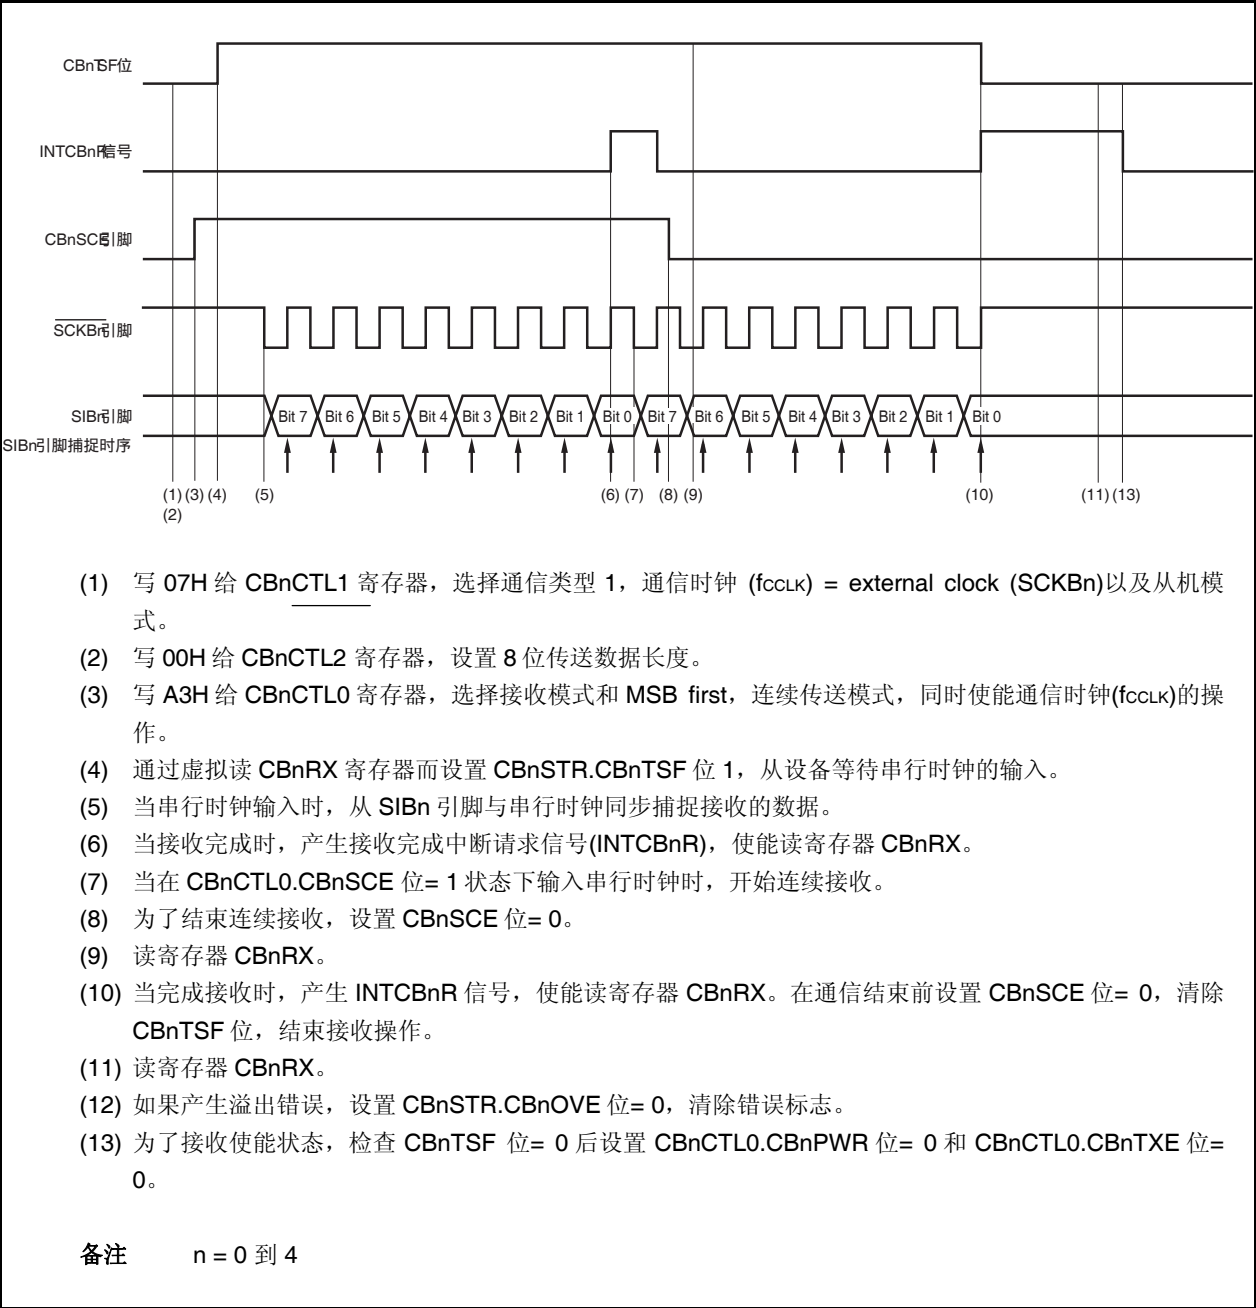 CBnTSF位
INTCBnR信号
CBnSCE引脚
SCKBn引脚
SIBn引脚
Bit 7 Bit 6 Bit 5 Bit 4 Bit 3 Bit 2 Bit 1 Bit 0 Bit 7 Bit 6 Bit 5 Bit 4 Bit 3 Bit 2 Bit 1 Bit 0
SIBn引脚捕捉时序
(1) (3) (4) (5) (6) (7) (8) (9) (10) (11) (13)
(2)
(1) 写 07H 给 CBnCTL1 寄存器，选择通信类型 1，通信时钟 (fCCLK) = external clock (SCKBn)以及从机模
式。
(2) 写 00H 给 CBnCTL2 寄存器，设置 8 位传送数据长度。
(3) 写 A3H 给 CBnCTL0 寄存器，选择接收模式和 MSB first，连续传送模式，同时使能通信时钟(fCCLK)的操
作。
(4) 通过虚拟读 CBnRX 寄存器而设置 CBnSTR.CBnTSF 位 1，从设备等待串行时钟的输入。
(5) 当串行时钟输入时，从 SIBn 引脚与串行时钟同步捕捉接收的数据。
(6) 当接收完成时，产生接收完成中断请求信号(INTCBnR)，使能读寄存器 CBnRX。
(7) 当在 CBnCTL0.CBnSCE 位= 1 状态下输入串行时钟时，开始连续接收。
(8) 为了结束连续接收，设置 CBnSCE 位= 0。
(9) 读寄存器 CBnRX。
(10) 当完成接收时，产生 INTCBnR 信号，使能读寄存器 CBnRX。在通信结束前设置 CBnSCE 位= 0，清除
CBnTSF 位，结束接收操作。
(11) 读寄存器 CBnRX。
(12) 如果产生溢出错误，设置 CBnSTR.CBnOVE 位= 0，清除错误标志。
(13) 为了接收使能状态，检查 CBnTSF 位= 0 后设置 CBnCTL0.CBnPWR 位= 0 和 CBnCTL0.CBnTXE 位=
0。
备注 n = 0 到 4